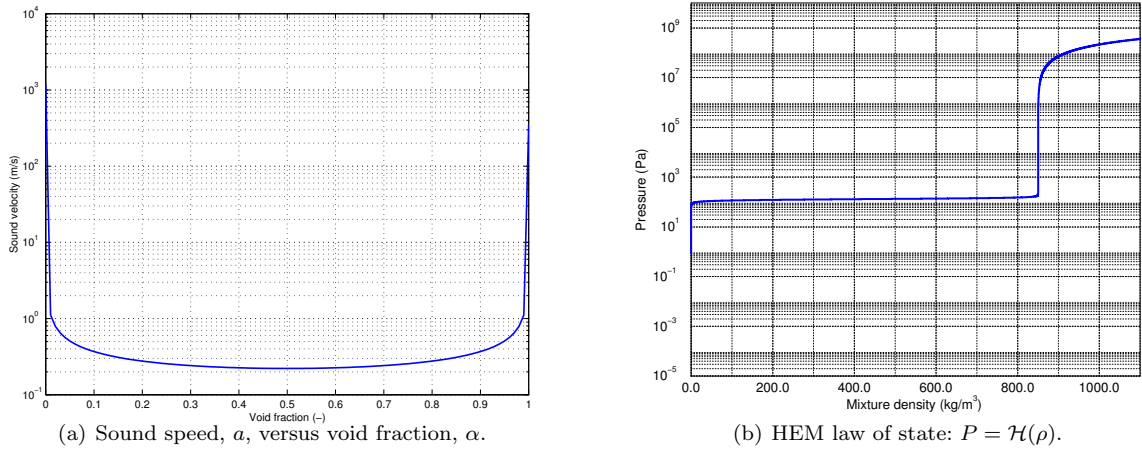 10^4
10^3
10^2
10^1
10^0
10^-1
Sound velocity (m/s)
0 0.1 0.2 0.3 0.4 0.5 0.6 0.7 0.8 0.9 1
Void fraction (−)
(a) Sound speed, a, versus void fraction, α.
10^9
10^7
10^5
10^3
10^1
10^−1
10^−3
10^−5
Pressure (Pa)
0.0 200.0 400.0 600.0 800.0 1000.0
Mixture density (kg/m^3)
(b) HEM law of state: P = H(ρ).